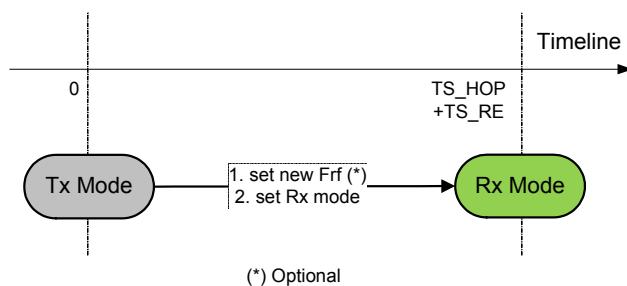 Timeline
0
TS_HOP
+TS_RE
Tx Mode
1. set new Frf (*)
2. set Rx mode
Rx Mode
(*) Optional